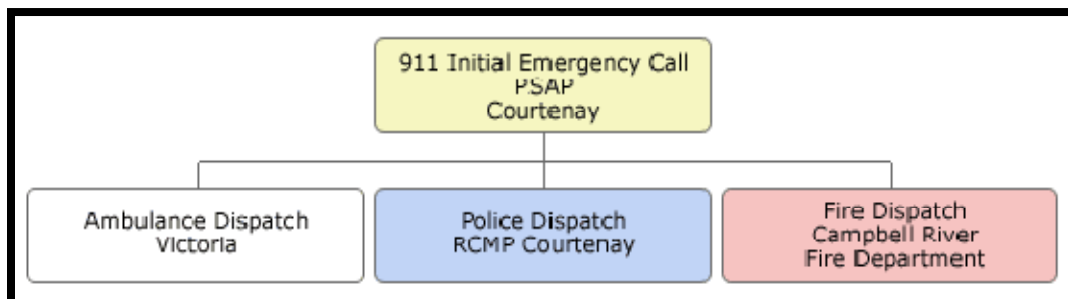 911 Initial Emergency Call
PSAP
Courtenay
Ambulance Dispatch
Victoria
Police Dispatch
RCMP Courtenay
Fire Dispatch
Campbell River
Fire Department